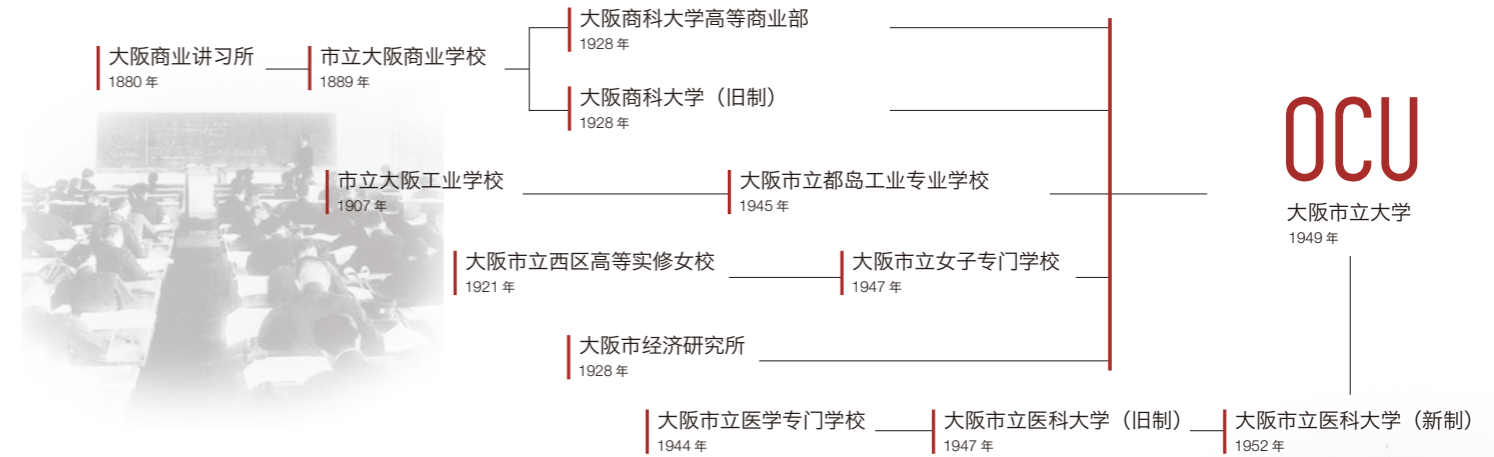 大阪商业讲习所
1880 年
市立大阪商业学校
1889 年
大阪商科大学高等商业部
1928 年
大阪商科大学（旧制）
1928 年
市立大阪工业学校
1907 年
大阪市立都岛工业专业学校
1945 年
大阪市立西区高等实修女校
1921 年
大阪市立女子专门学校
1947 年
大阪市经济研究所
1928 年
OCU
大阪市立大学
1949 年
大阪市立医学专门学校
1944 年
大阪市立医科大学（旧制）
1947 年
大阪市立医科大学（新制）
1952 年